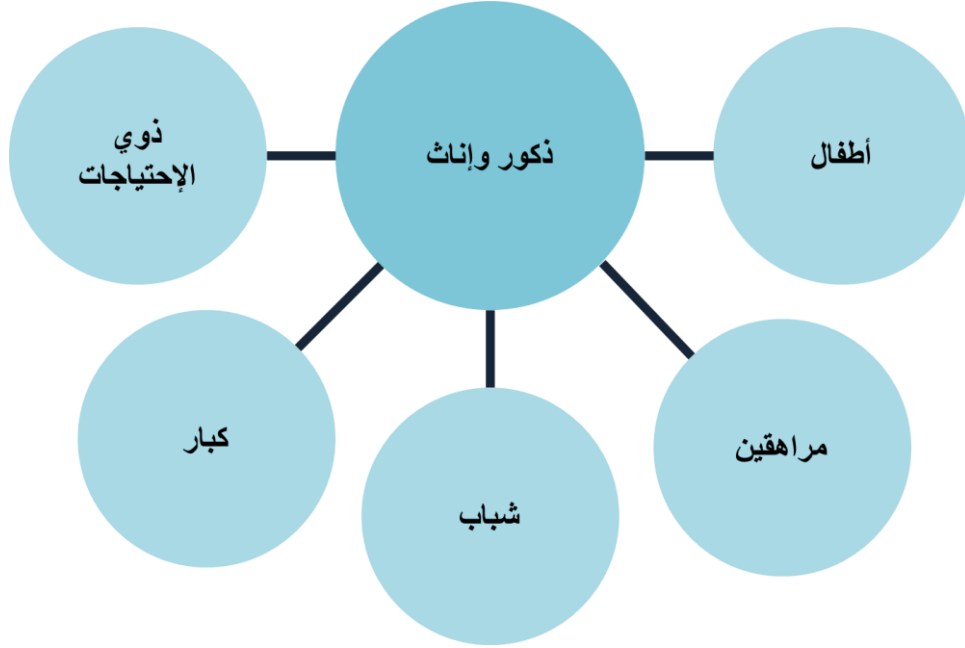 ذكور وإناث
أطفال
مراهقين
شباب
كبار
ذوي
الإحتياجات